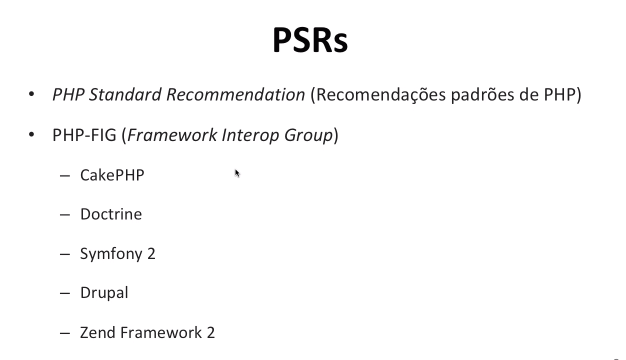 PSRs
• PHP Standard Recommendation (Recomendações padrões de PHP)
• PHP-FIG (Framework Interop Group)
– CakePHP
– Doctrine
– Symfony 2
– Drupal
– Zend Framework 2